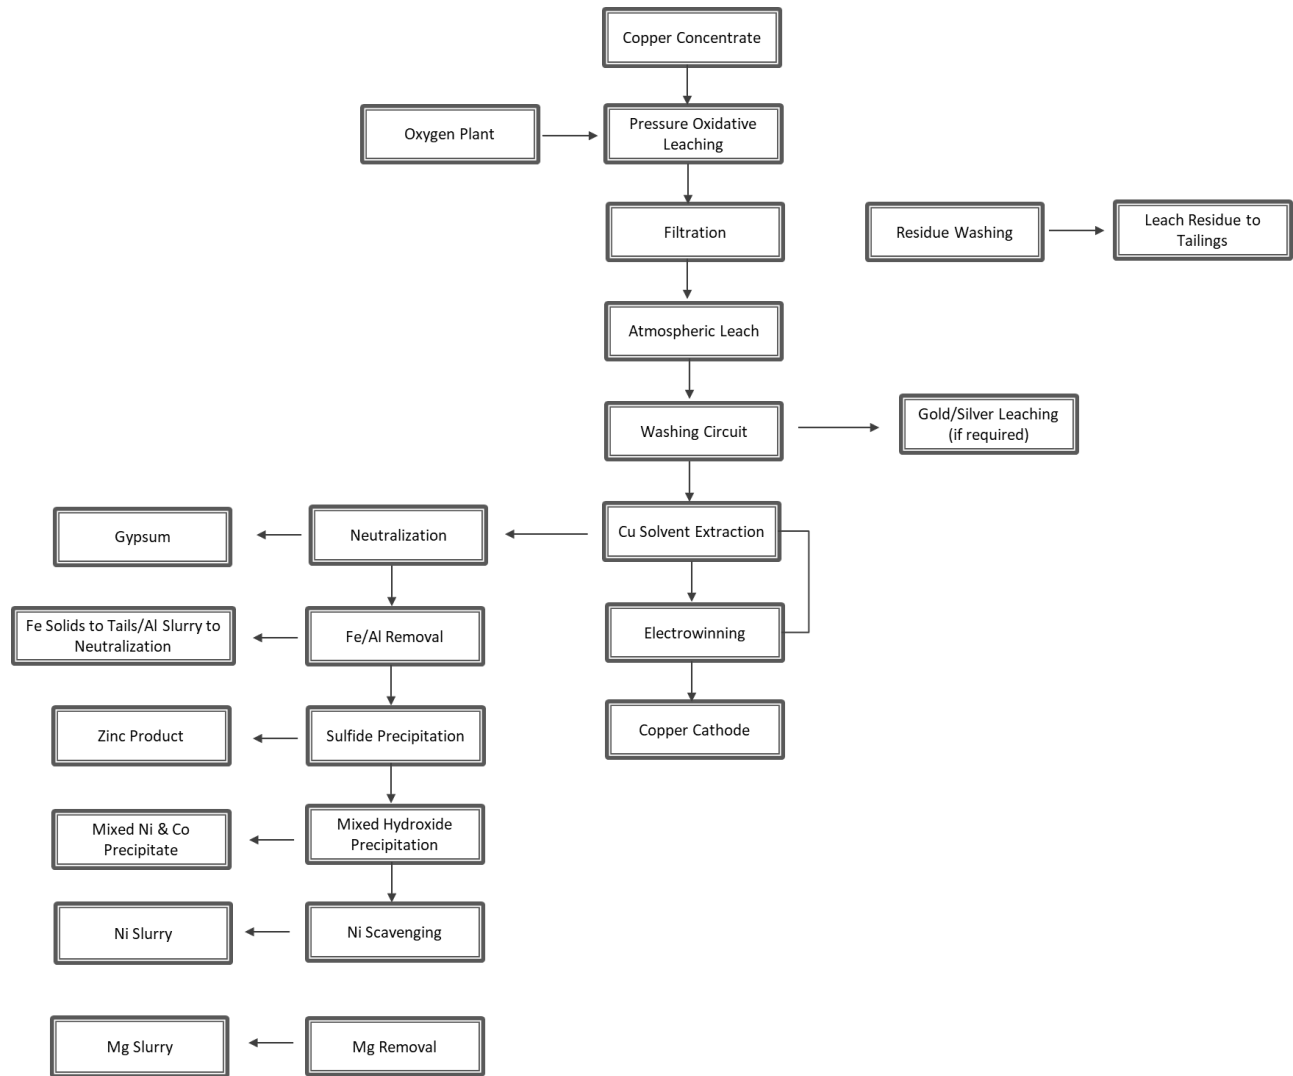 Copper Concentrate
Oxygen Plant
Pressure Oxidative
Leaching
Filtration
Residue Washing
Leach Residue to
Tailings
Atmospheric Leach
Washing Circuit
Gold/Silver Leaching
(if required)
Gypsum
Neutralization
Cu Solvent Extraction
Fe Solids to Tails/Al Slurry to
Neutralization
Fe/Al Removal
Electrowinning
Zinc Product
Sulfide Precipitation
Copper Cathode
Mixed Ni & Co
Precipitate
Mixed Hydroxide
Precipitation
Ni Slurry
Ni Scavenging
Mg Slurry
Mg Removal